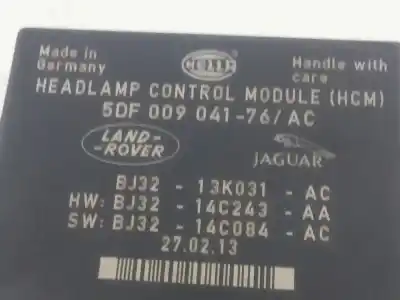 Made in
Germany
HELLA
Handle with
care
HEADLAMP CONTROL MODULE (HCM)
5DF 009 041-76/AC
LAND-
ROVER
JAGUAR
BJ32 - 13K031 - AC
HW: BJ32 - 14C243 - AA
SW: BJ32 - 14C084 - AC
27.02.13